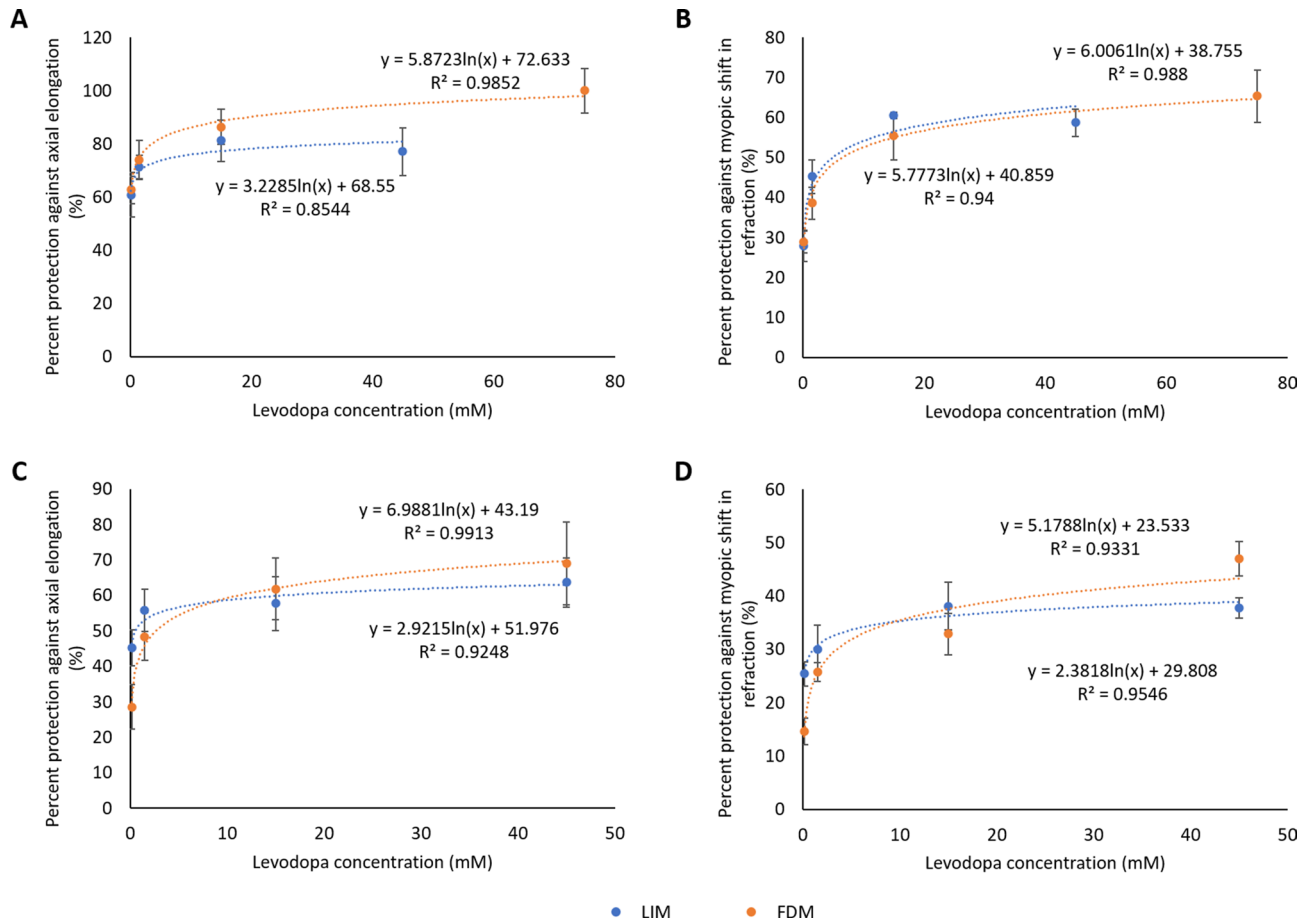 A
Percent protection against axial elongation
(%)
120
100
80
60
40
20
0
y = 5.8723ln(x) + 72.633
R² = 0.9852
y = 3.2285ln(x) + 68.55
R² = 0.8544
0
20
40
60
80
Levodopa concentration (mM)
B
Percent protection against myopic shift in
refraction (%)
80
70
60
50
40
30
20
10
0
y = 6.0061ln(x) + 38.755
R² = 0.988
y = 5.7773ln(x) + 40.859
R² = 0.94
0
20
40
60
80
Levodopa concentration (mM)
C
Percent protection against axial elongation
(%)
90
80
70
60
50
40
30
20
10
0
y = 6.9881ln(x) + 43.19
R² = 0.9913
y = 2.9215ln(x) + 51.976
R² = 0.9248
0
10
20
30
40
50
Levodopa concentration (mM)
D
Percent protection against myopic shift in
refraction (%)
60
50
40
30
20
10
0
y = 5.1788ln(x) + 23.533
R² = 0.9331
y = 2.3818ln(x) + 29.808
R² = 0.9546
0
10
20
30
40
50
Levodopa concentration (mM)
LIM
FDM